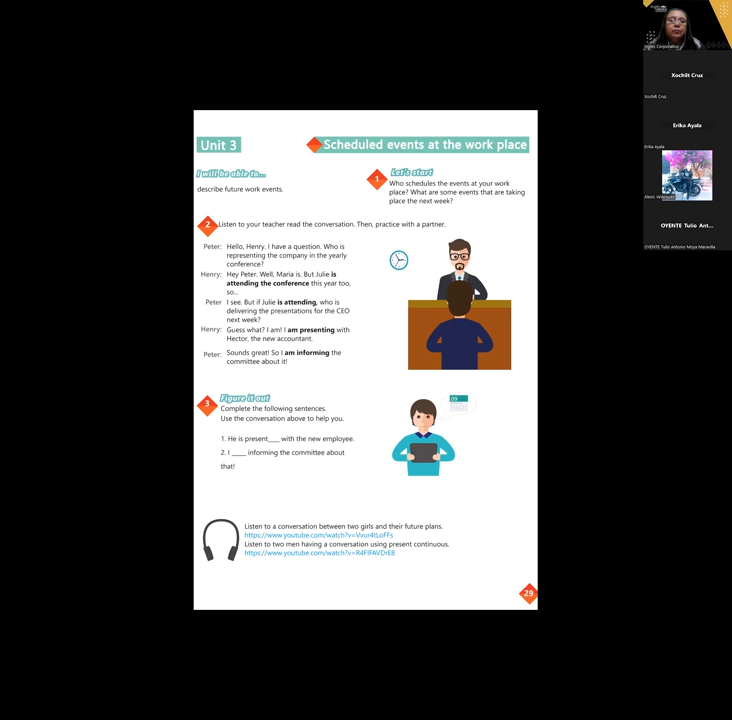 Unit 3
Scheduled events at the work place
I will be able to...
describe future work events.
1
Let's start
Who schedules the events at your work
place? What are some events that are taking
place the next week?
2
Listen to your teacher read the conversation. Then, practice with a partner.
Peter: Hello, Henry. I have a question. Who is
representing the company in the yearly
conference?
Henry: Hey Peter. Well, Maria is. But Julie is
attending the conference this year too,
so...
Peter I see. But if Julie is attending, who is
delivering the presentations for the CEO
next week?
Henry: Guess what? I am! I am presenting with
Hector, the new accountant.
Peter: Sounds great! So I am informing the
committee about it!
3
Figure it out
Complete the following sentences.
Use the conversation above to help you.
1. He is present___ with the new employee.
2. I ____ informing the committee about
that!
09
Listen to a conversation between two girls and their future plans.
https://www.youtube.com/watch?v=Vvur4tLoFFs
Listen to two men having a conversation using present continuous.
https://www.youtube.com/watch?v=R4FlFAVDrE8
29
Xochilt Cruz
Xochilt Cruz
Erika Ayala
Erika Ayala
Alexis Velasquez
OYENTE Tulio Ant...
OYENTE Tulio Antonio Moya Maravilla